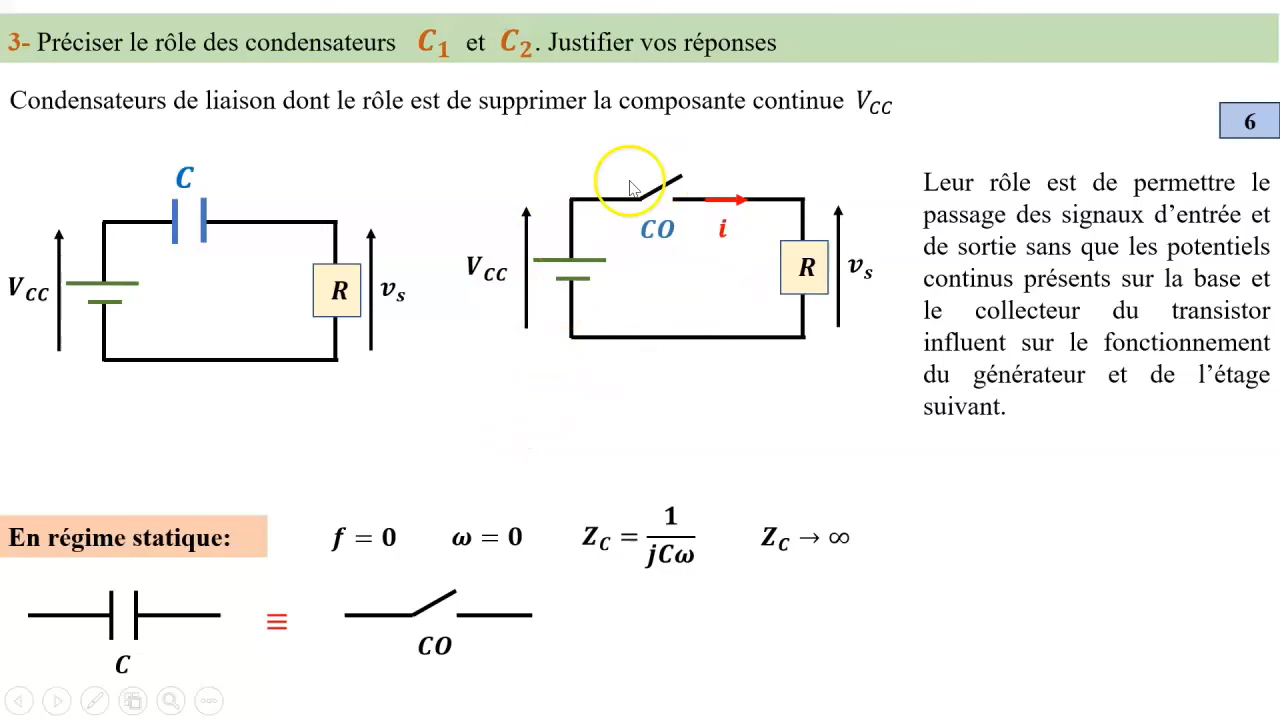 3- Préciser le rôle des condensateurs C₁ et C₂. Justifier vos réponses
Condensateurs de liaison dont le rôle est de supprimer la composante continue V_CC
6
C
V_CC
R
v_s
CO
i
V_CC
R
v_s
Leur rôle est de permettre le
passage des signaux d’entrée et
de sortie sans que les potentiels
continus présents sur la base et
le collecteur du transistor
influent sur le fonctionnement
du générateur et de l’étage
suivant.
En régime statique: f = 0 ω = 0 Z_C = 1/jCω Z_C → ∞
≡
C
CO